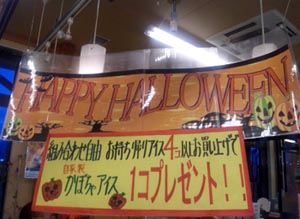 HAPPY HALLOWEEN
組み合わせ自由 お持ち帰りアイス4コ以上お買い上げで
自家製
かぼちゃアイス 1コプレゼント!!